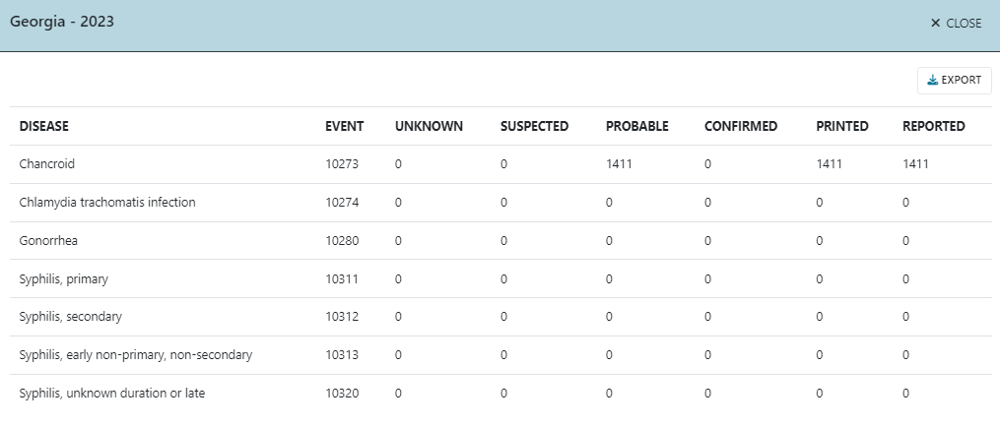 Georgia - 2023 ✕ CLOSE
EXPORT
DISEASE EVENT UNKNOWN SUSPECTED PROBABLE CONFIRMED PRINTED REPORTED
Chancroid 10273 0 0 1411 0 1411 1411
Chlamydia trachomatis infection 10274 0 0 0 0 0 0
Gonorrhea 10280 0 0 0 0 0 0
Syphilis, primary 10311 0 0 0 0 0 0
Syphilis, secondary 10312 0 0 0 0 0 0
Syphilis, early non-primary, non-secondary 10313 0 0 0 0 0 0
Syphilis, unknown duration or late 10320 0 0 0 0 0 0